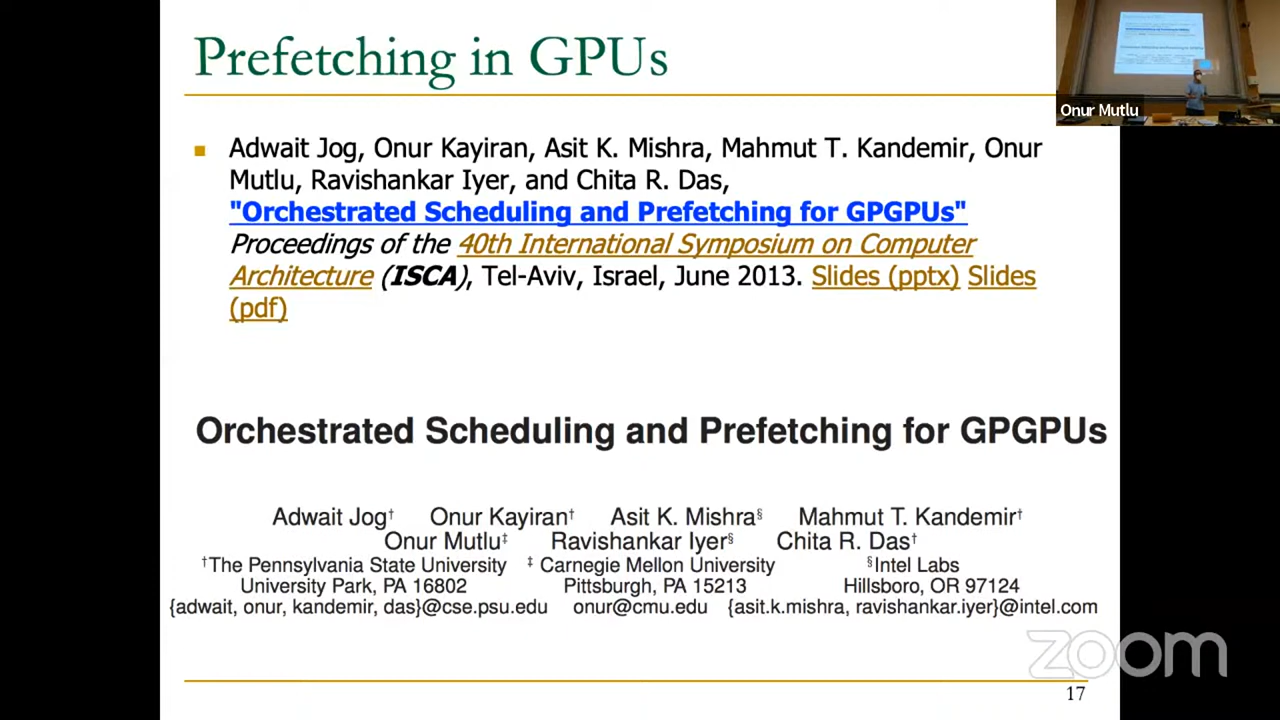 Prefetching in GPUs
Onur Mutlu
Adwait Jog, Onur Kayiran, Asit K. Mishra, Mahmut T. Kandemir, Onur
Mutlu, Ravishankar Iyer, and Chita R. Das,
"Orchestrated Scheduling and Prefetching for GPGPUs"
Proceedings of the 40th International Symposium on Computer
Architecture (ISCA), Tel-Aviv, Israel, June 2013. Slides (pptx) Slides
(pdf)
Orchestrated Scheduling and Prefetching for GPGPUs
Adwait Jog† Onur Kayiran† Asit K. Mishra§ Mahmut T. Kandemir†
Onur Mutlu‡ Ravishankar Iyer§ Chita R. Das†
†The Pennsylvania State University ‡ Carnegie Mellon University §Intel Labs
University Park, PA 16802 Pittsburgh, PA 15213 Hillsboro, OR 97124
{adwait, onur, kandemir, das}@cse.psu.edu onur@cmu.edu {asit.k.mishra, ravishankar.iyer}@intel.com
zoom
17